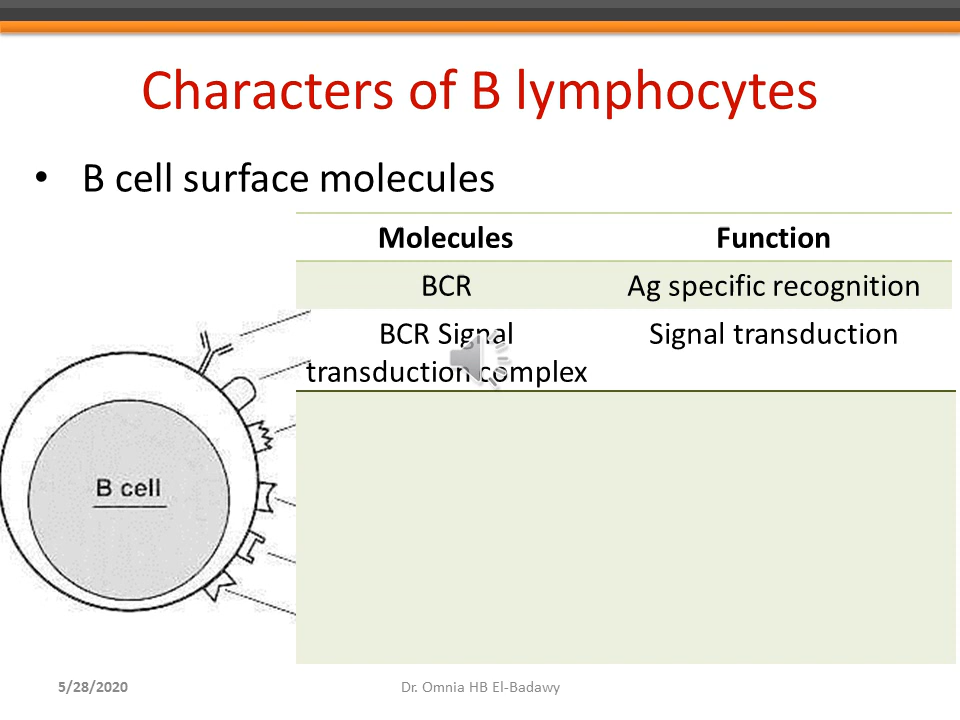 Characters of B lymphocytes
• B cell surface molecules
Molecules Function
BCR Ag specific recognition
BCR Signal Signal transduction
transduction complex
B cell
5/28/2020 Dr. Omnia HB El-Badawy